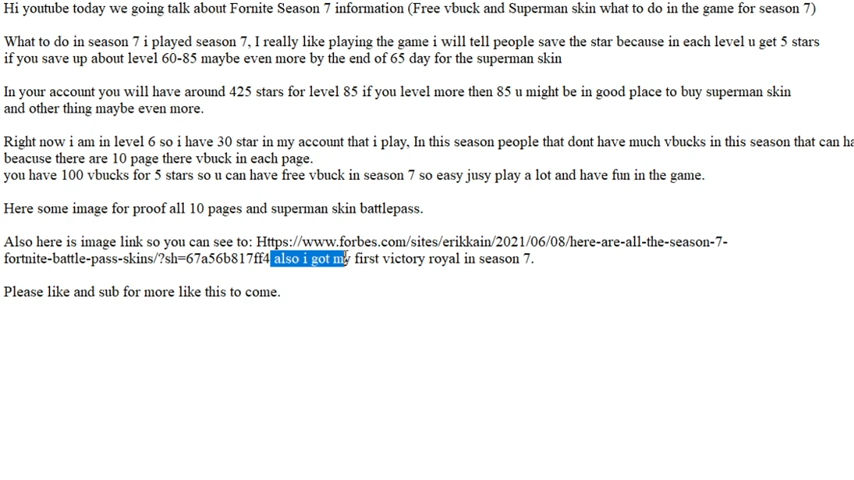 Hi youtube today we going talk about Fornite Season 7 information (Free vbuck and Superman skin what to do in the game for season 7)
What to do in season 7 i played season 7, I really like playing the game i will tell people save the star because in each level u get 5 stars
if you save up about level 60-85 maybe even more by the end of 65 day for the superman skin
In your account you will have around 425 stars for level 85 if you level more then 85 u might be in good place to buy superman skin
and other thing maybe even more.
Right now i am in level 6 so i have 30 star in my account that i play, In this season people that dont have much vbucks in this season that can ha
beacuse there are 10 page there vbuck in each page.
you have 100 vbucks for 5 stars so u can have free vbuck in season 7 so easy jusy play a lot and have fun in the game.
Here some image for proof all 10 pages and superman skin battlepass.
Also here is image link so you can see to: Https://www.forbes.com/sites/erikkain/2021/06/08/here-are-all-the-season-7-
fortnite-battle-pass-skins/?sh=67a56b817ff4 also i got my first victory royal in season 7.
Please like and sub for more like this to come.